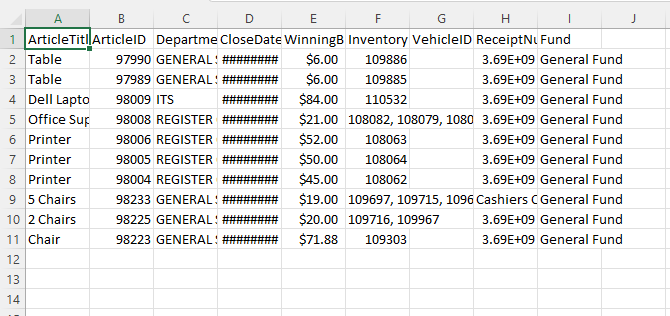 A B C D E F G H I J
1 ArticleTitl ArticleID Departme CloseDate WinningB Inventory VehicleID ReceiptNu Fund
2 Table 97990 GENERAL S ######## $6.00 109886 3.69E+09 General Fund
3 Table 97989 GENERAL S ######## $6.00 109885 3.69E+09 General Fund
4 Dell Lapto 98009 ITS ######## $84.00 110532 3.69E+09 General Fund
5 Office Sup 98008 REGISTER ######## $21.00 108082, 108079, 1080 3.69E+09 General Fund
6 Printer 98006 REGISTER ######## $52.00 108063 3.69E+09 General Fund
7 Printer 98005 REGISTER ######## $50.00 108064 3.69E+09 General Fund
8 Printer 98004 REGISTER ######## $45.00 108062 3.69E+09 General Fund
9 5 Chairs 98233 GENERAL S ######## $19.00 109697, 109715, 1096 Cashiers C General Fund
10 2 Chairs 98225 GENERAL S ######## $20.00 109716, 109967 3.69E+09 General Fund
11 Chair 98223 GENERAL S ######## $71.88 109303 3.69E+09 General Fund
12
13
14